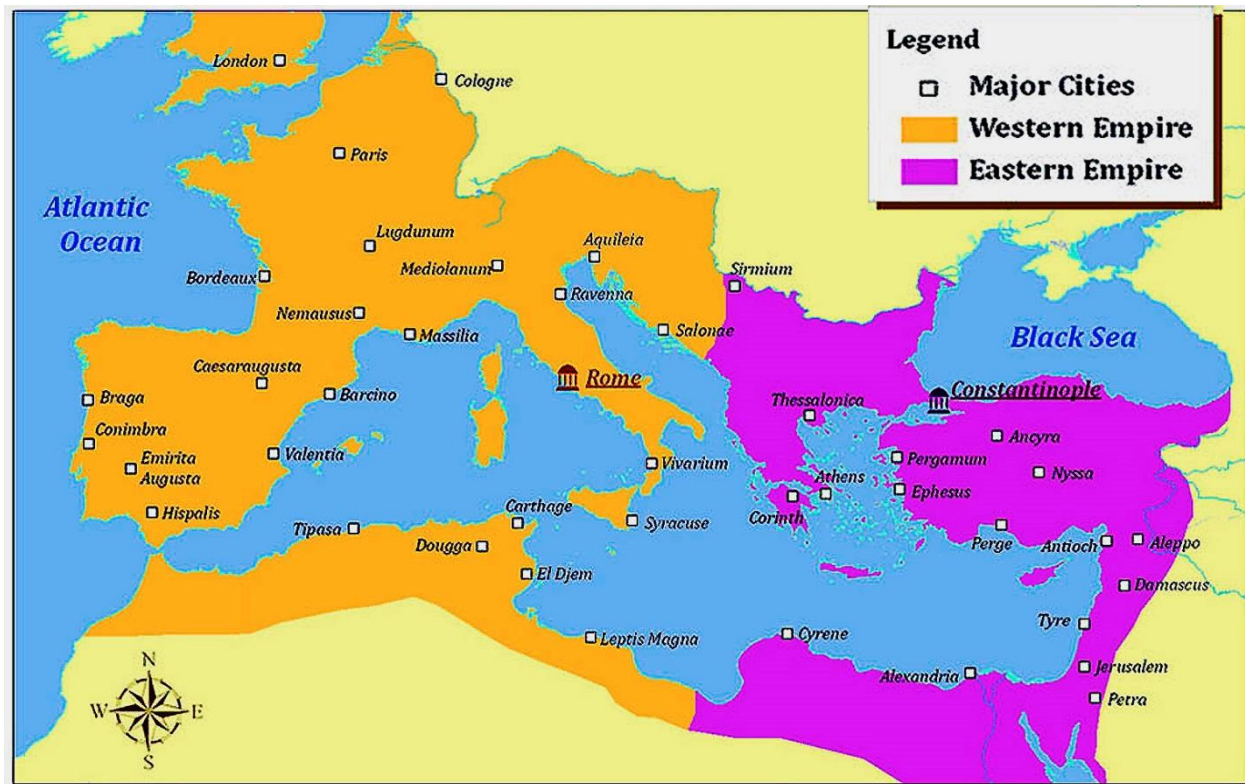 Legend
Major Cities
Western Empire
Eastern Empire
London
Cologne
Paris
Atlantic
Ocean
Lugdunum
Aquileia
Mediolanum
Bordeaux
Sirmium
Ravenna
Nemausus
Massilia
Salonae
Black Sea
Caesaraugusta
Rome
Constantinople
Braga
Barcino
Thessalonica
Conimbra
Ancyra
Emirita
Augusta
Valentia
Vivarium
Pergamum
Nyssa
Athens
Ephesus
Hispalis
Carthage
Corinth
Tipasa
Syracuse
Perge
Antioch
Aleppo
Dougga
El Djem
Damascus
Tyre
Leptis Magna
Cyrene
Jerusalem
Alexandria
Petra
N
W
E
S